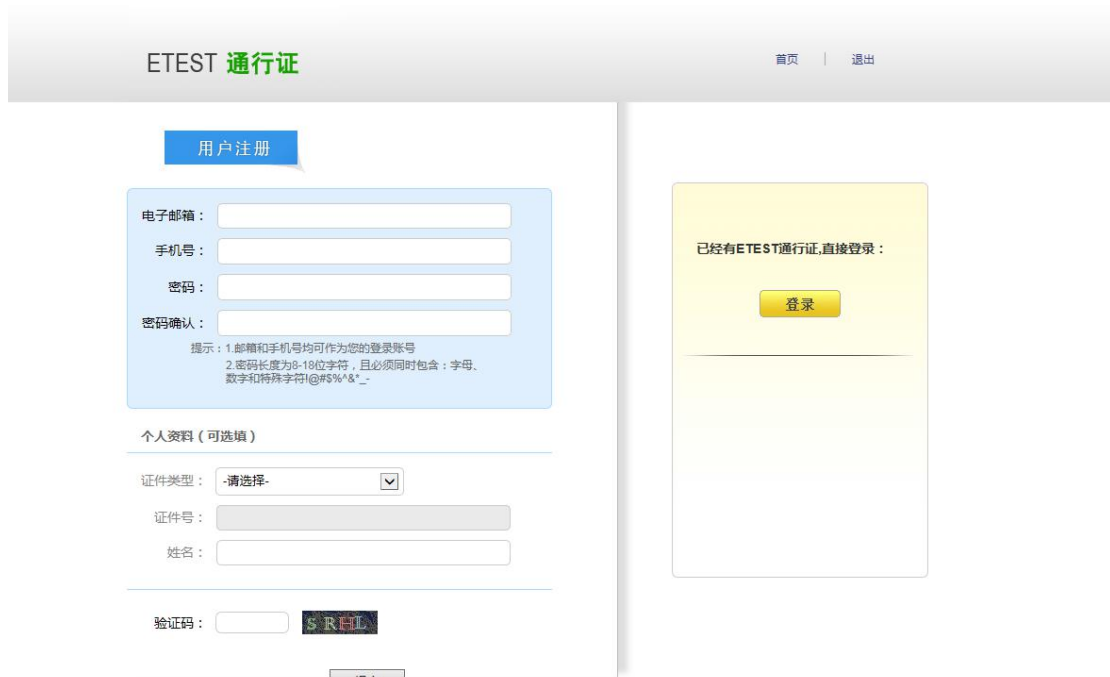 ETEST 通行证
首页 | 退出
用户注册
电子邮箱：
手机号：
密码：
密码确认：
提示：1.邮箱和手机号均可作为您的登录账号
2.密码长度为8-18位字符，且必须同时包含：字母、
数字和特殊字符!@#$%^&*_-
个人资料（可选填）
证件类型： -请选择-
证件号：
姓名：
验证码： SRHL
已经有ETEST通行证,直接登录：
登录